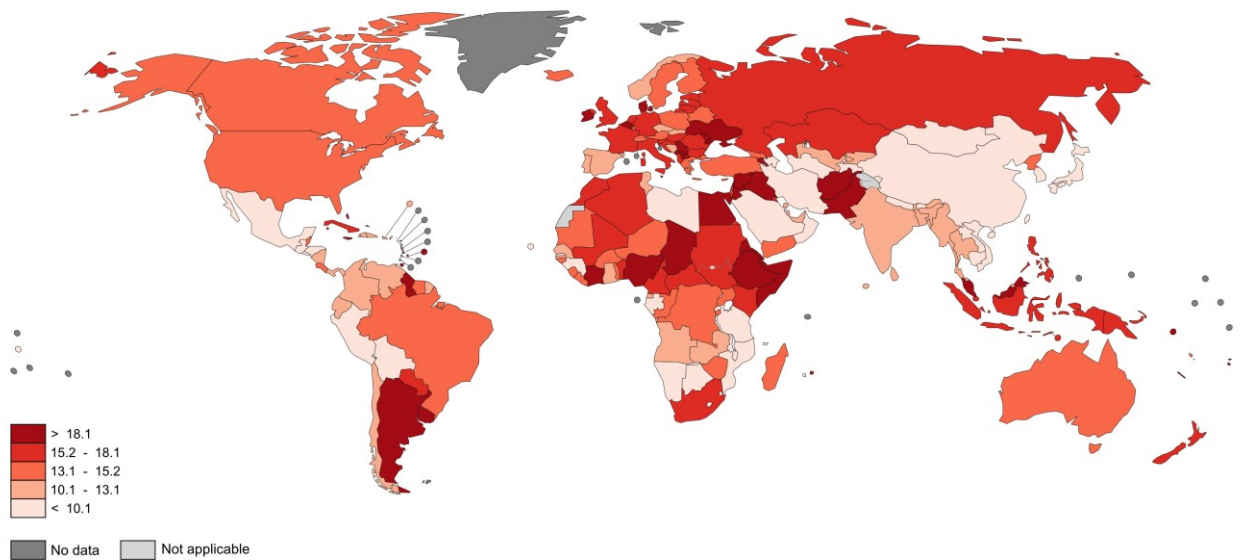 > 18.1
15.2 - 18.1
13.1 - 15.2
10.1 - 13.1
< 10.1
No data
Not applicable